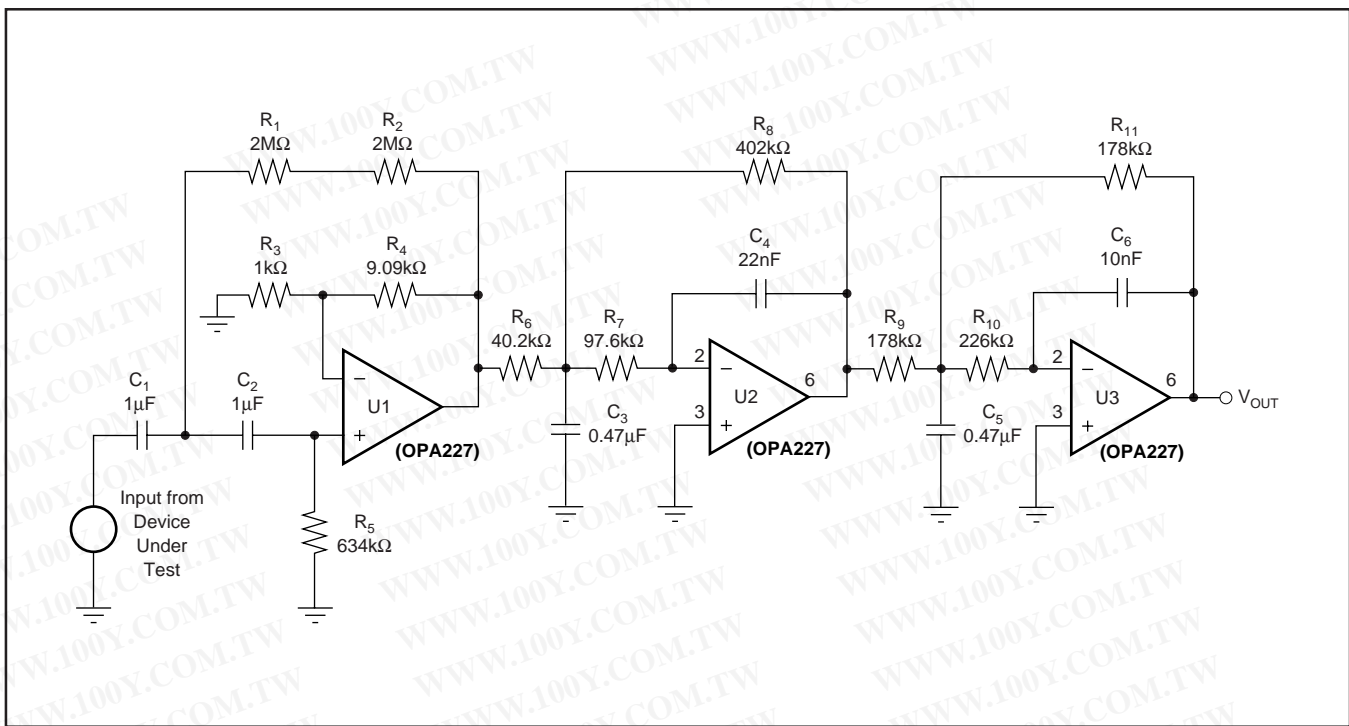 R1
2MΩ
R2
2MΩ
R3
1kΩ
R4
9.09kΩ
C1
1µF
C2
1µF
−
+
U1
(OPA227)
Input from
Device
Under
Test
R5
634kΩ
R6
40.2kΩ
R7
97.6kΩ
R8
402kΩ
C4
22nF
C3
0.47µF
2
3
6
−
+
U2
(OPA227)
R9
178kΩ
R10
226kΩ
R11
178kΩ
C6
10nF
C5
0.47µF
2
3
6
−
+
U3
(OPA227)
VOUT
WWW.100Y.COM.TW